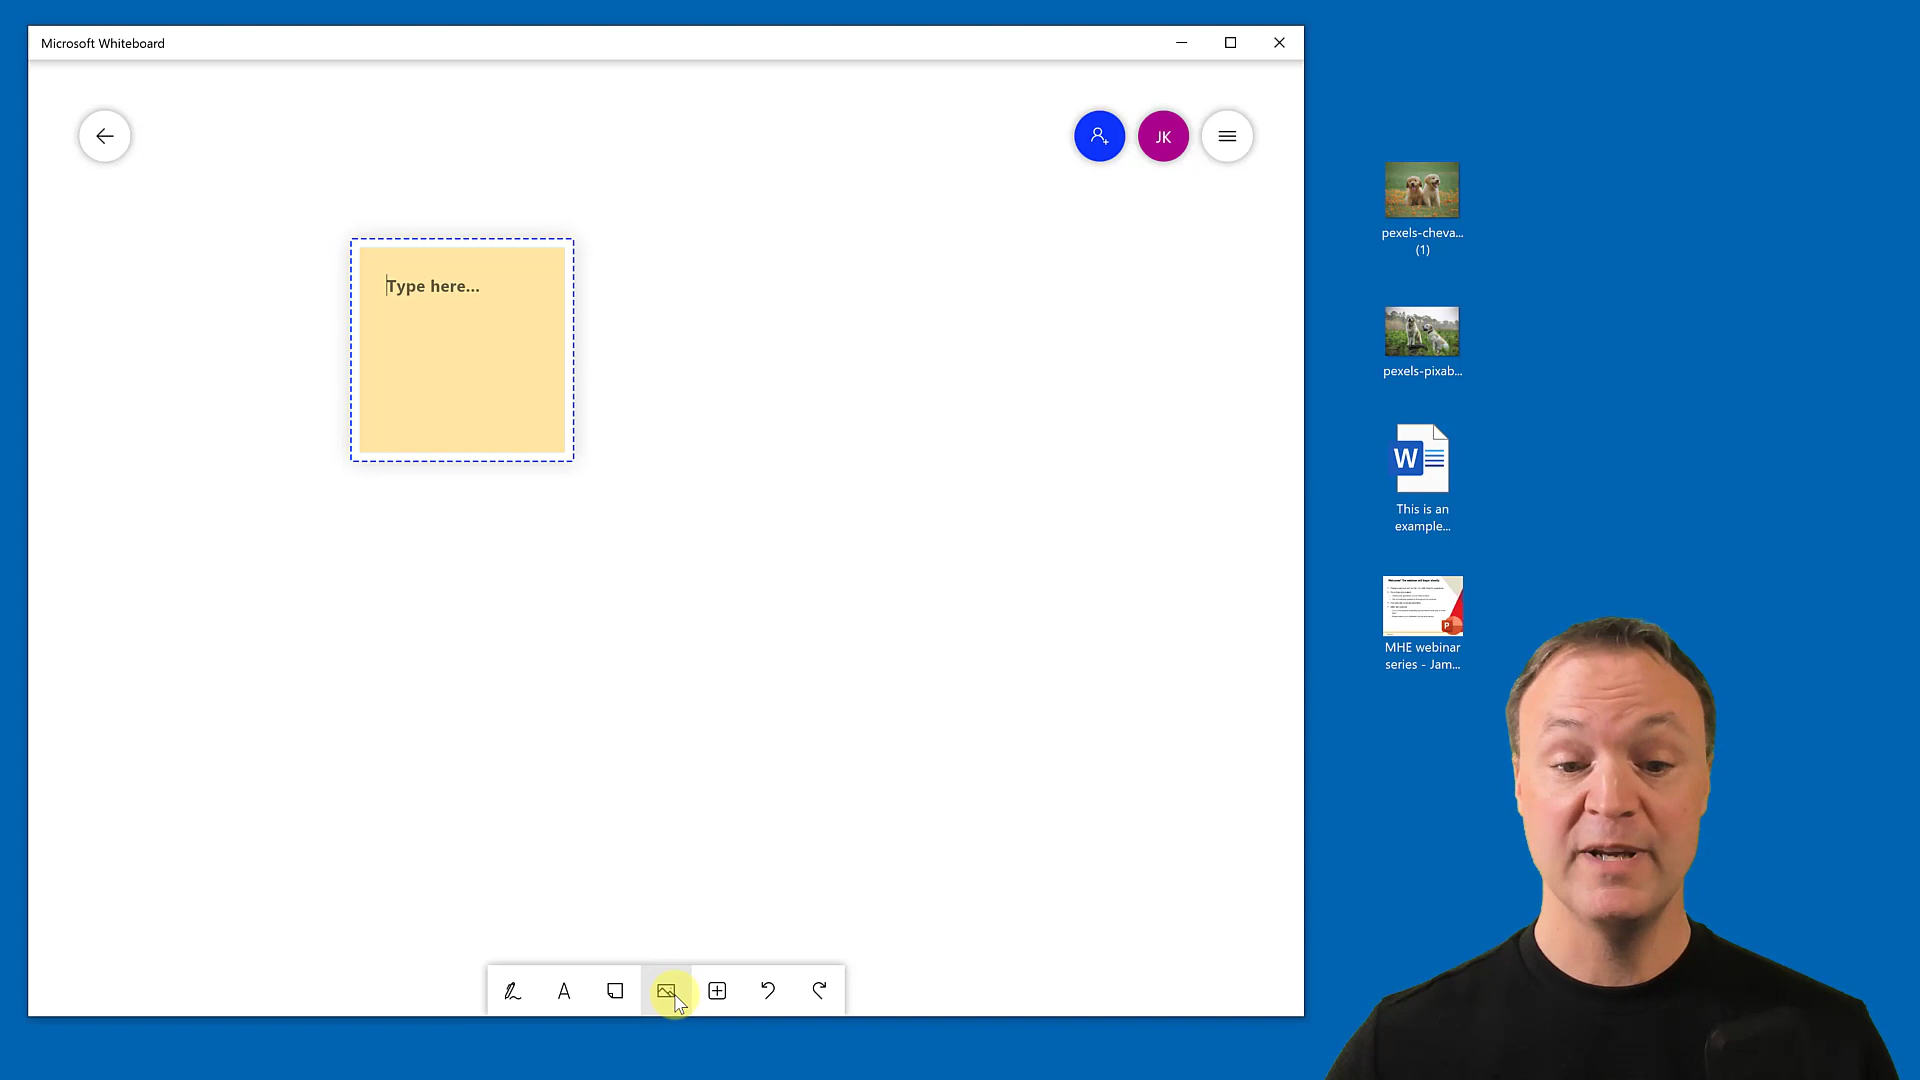 Microsoft Whiteboard
JK
Type here...
pexels-cheva...
(1)
pexels-pixab...
W
This is an
example...
P
MHE webinar
series - Jam...